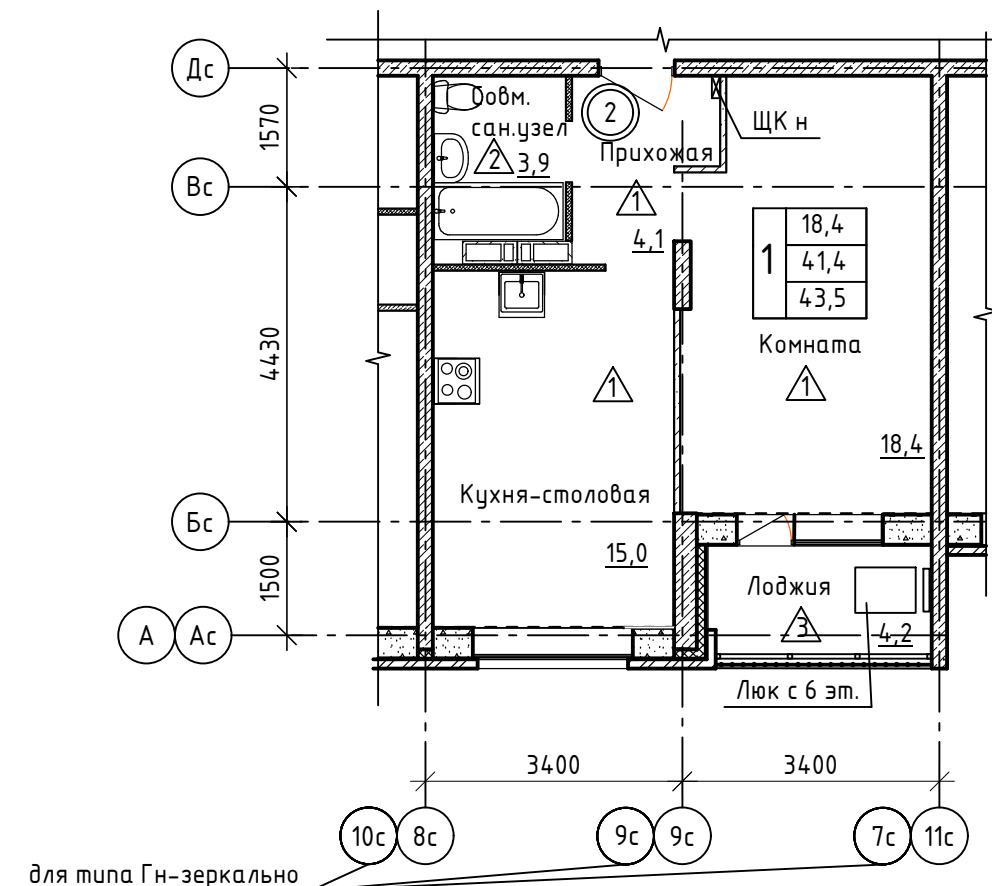 Дс
1570
Вс
4430
Бс
1500
А
Ас
Совм.
сан.узел
2
3,9
2
ЩК н
Прихожая
1
4,1
1
18,4
41,4
43,5
Комната
1
18,4
1
Кухня-столовая
15,0
Лоджия
3
4,2
Люк с 6 эт.
3400
3400
10с
8с
9с
9с
7с
11с
для типа Гн-зеркально